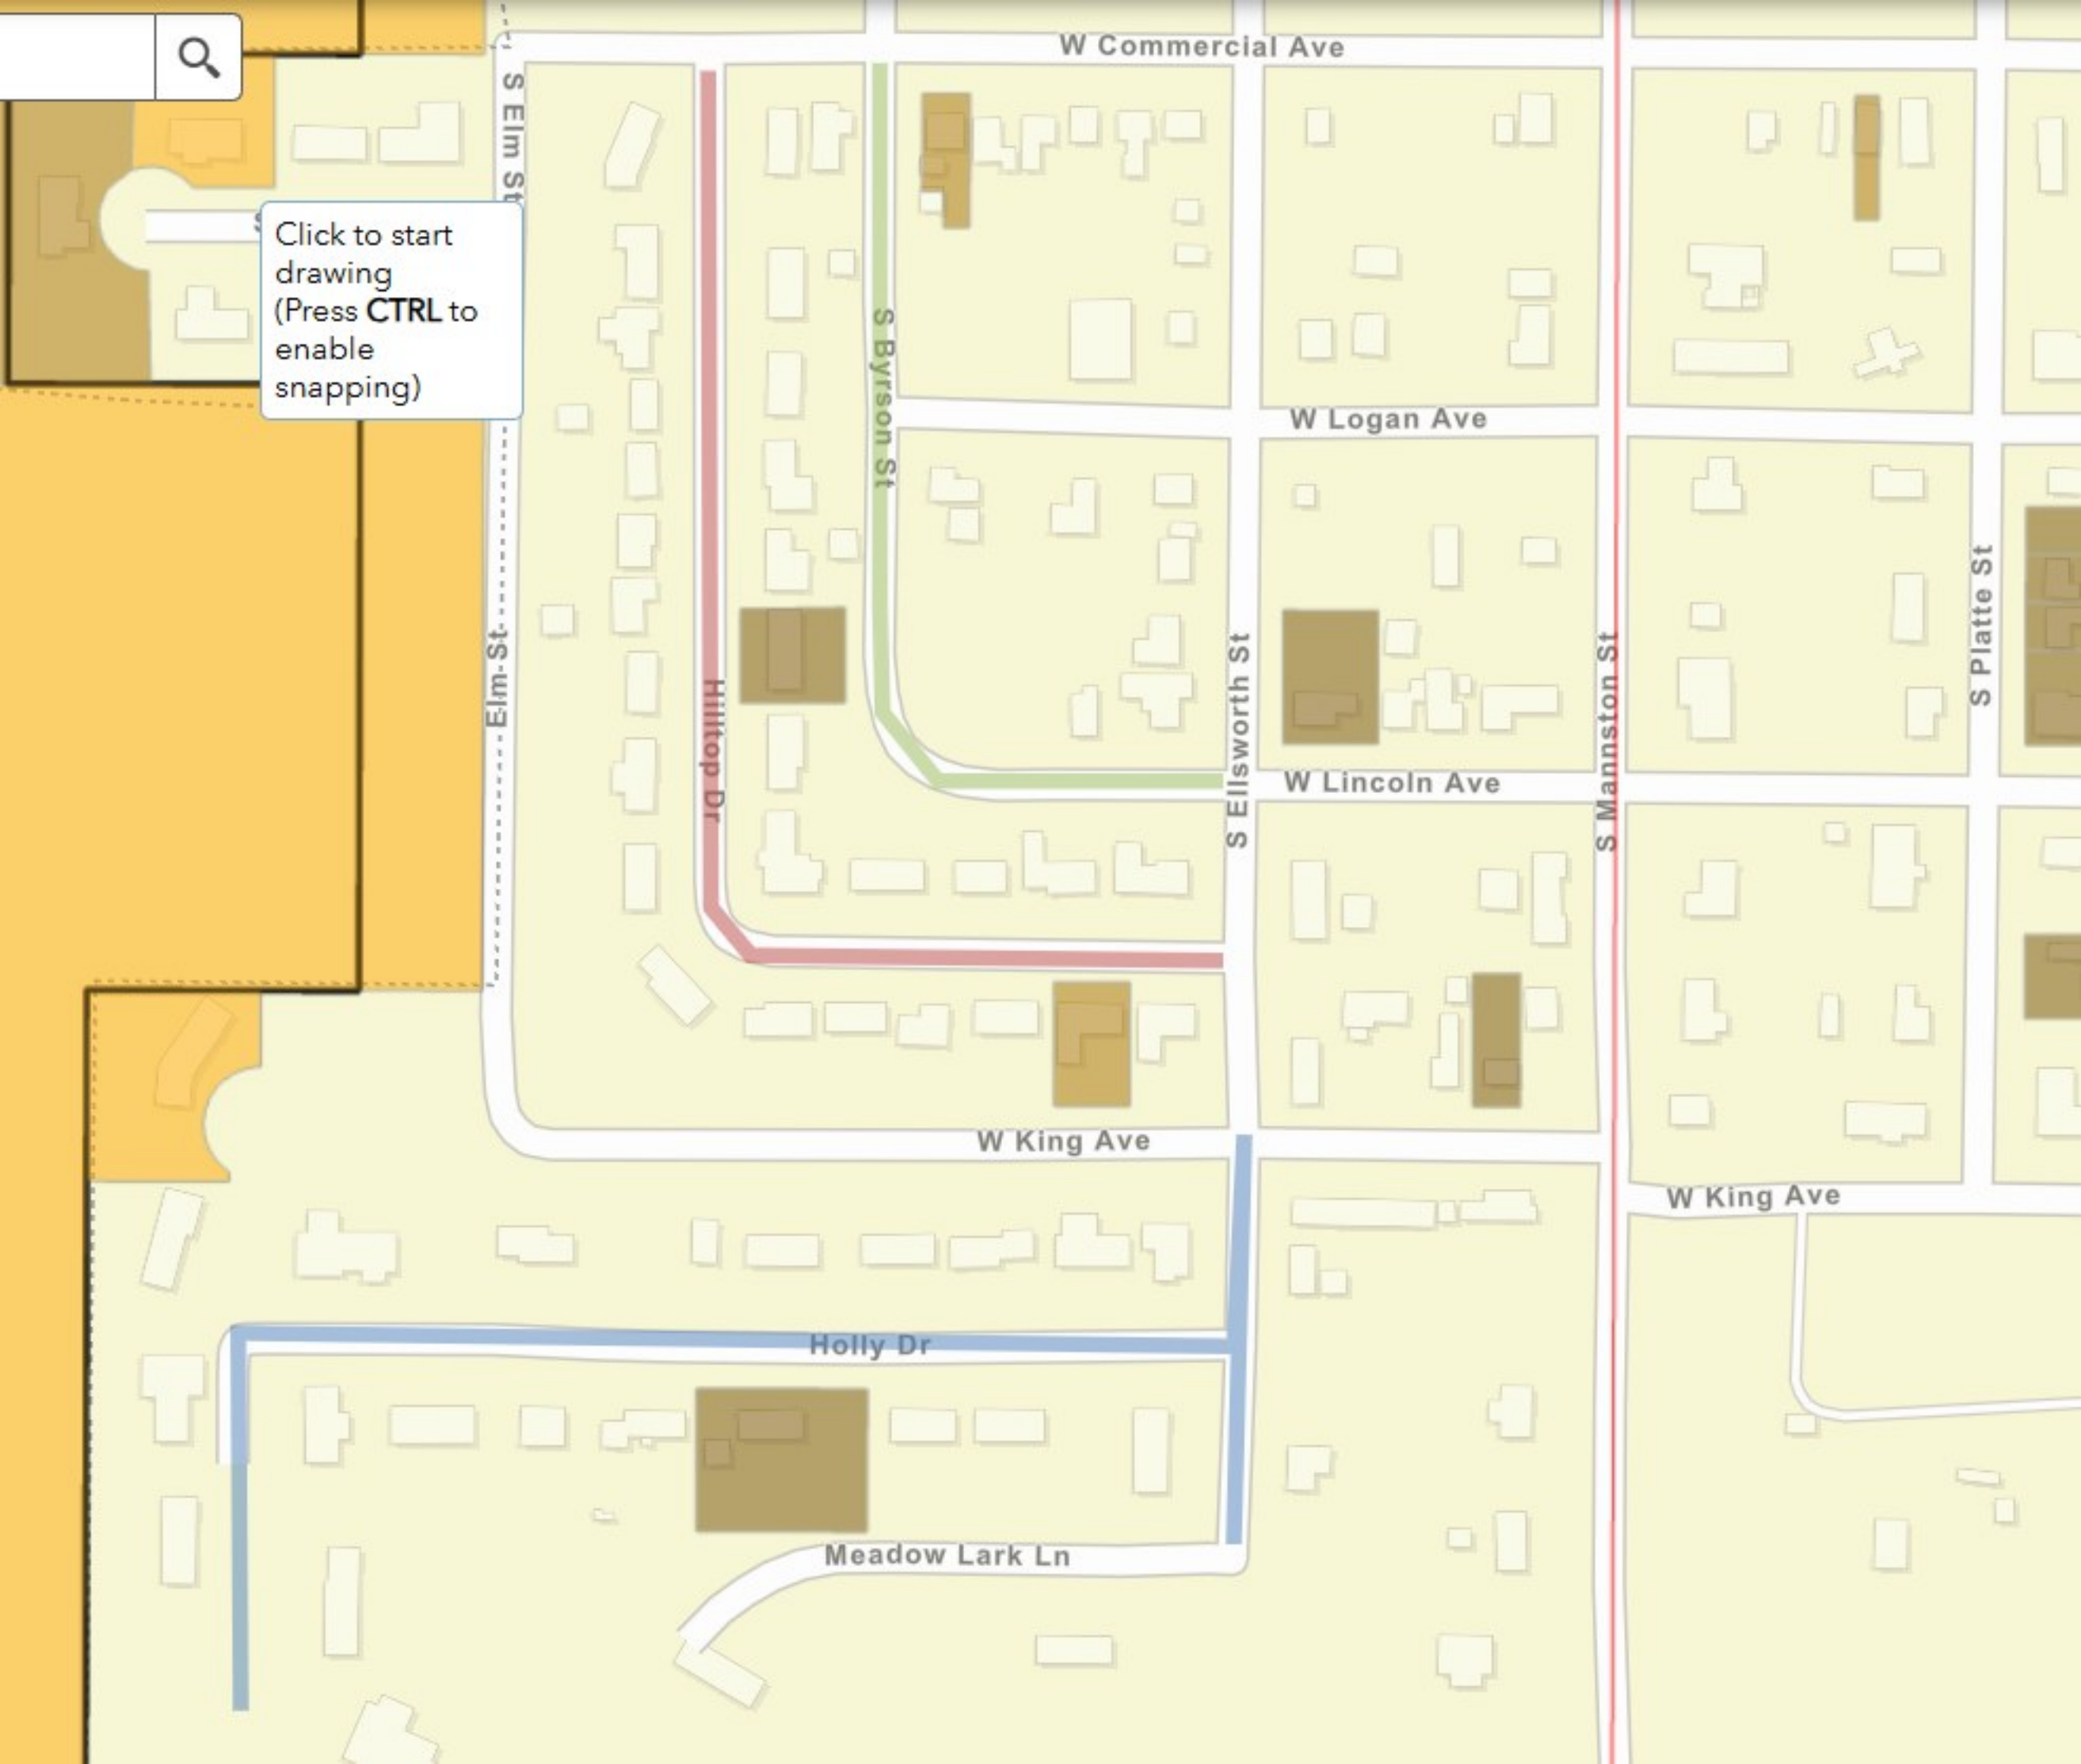 W Commercial Ave
S Elm St
Click to start
drawing
(Press CTRL to
enable
snapping)
S Byrson St
W Logan Ave
Elm St
Hilltop Dr
S Ellsworth St
W Lincoln Ave
S Mannston St
S Platte St
W King Ave
W King Ave
Holly Dr
Meadow Lark Ln